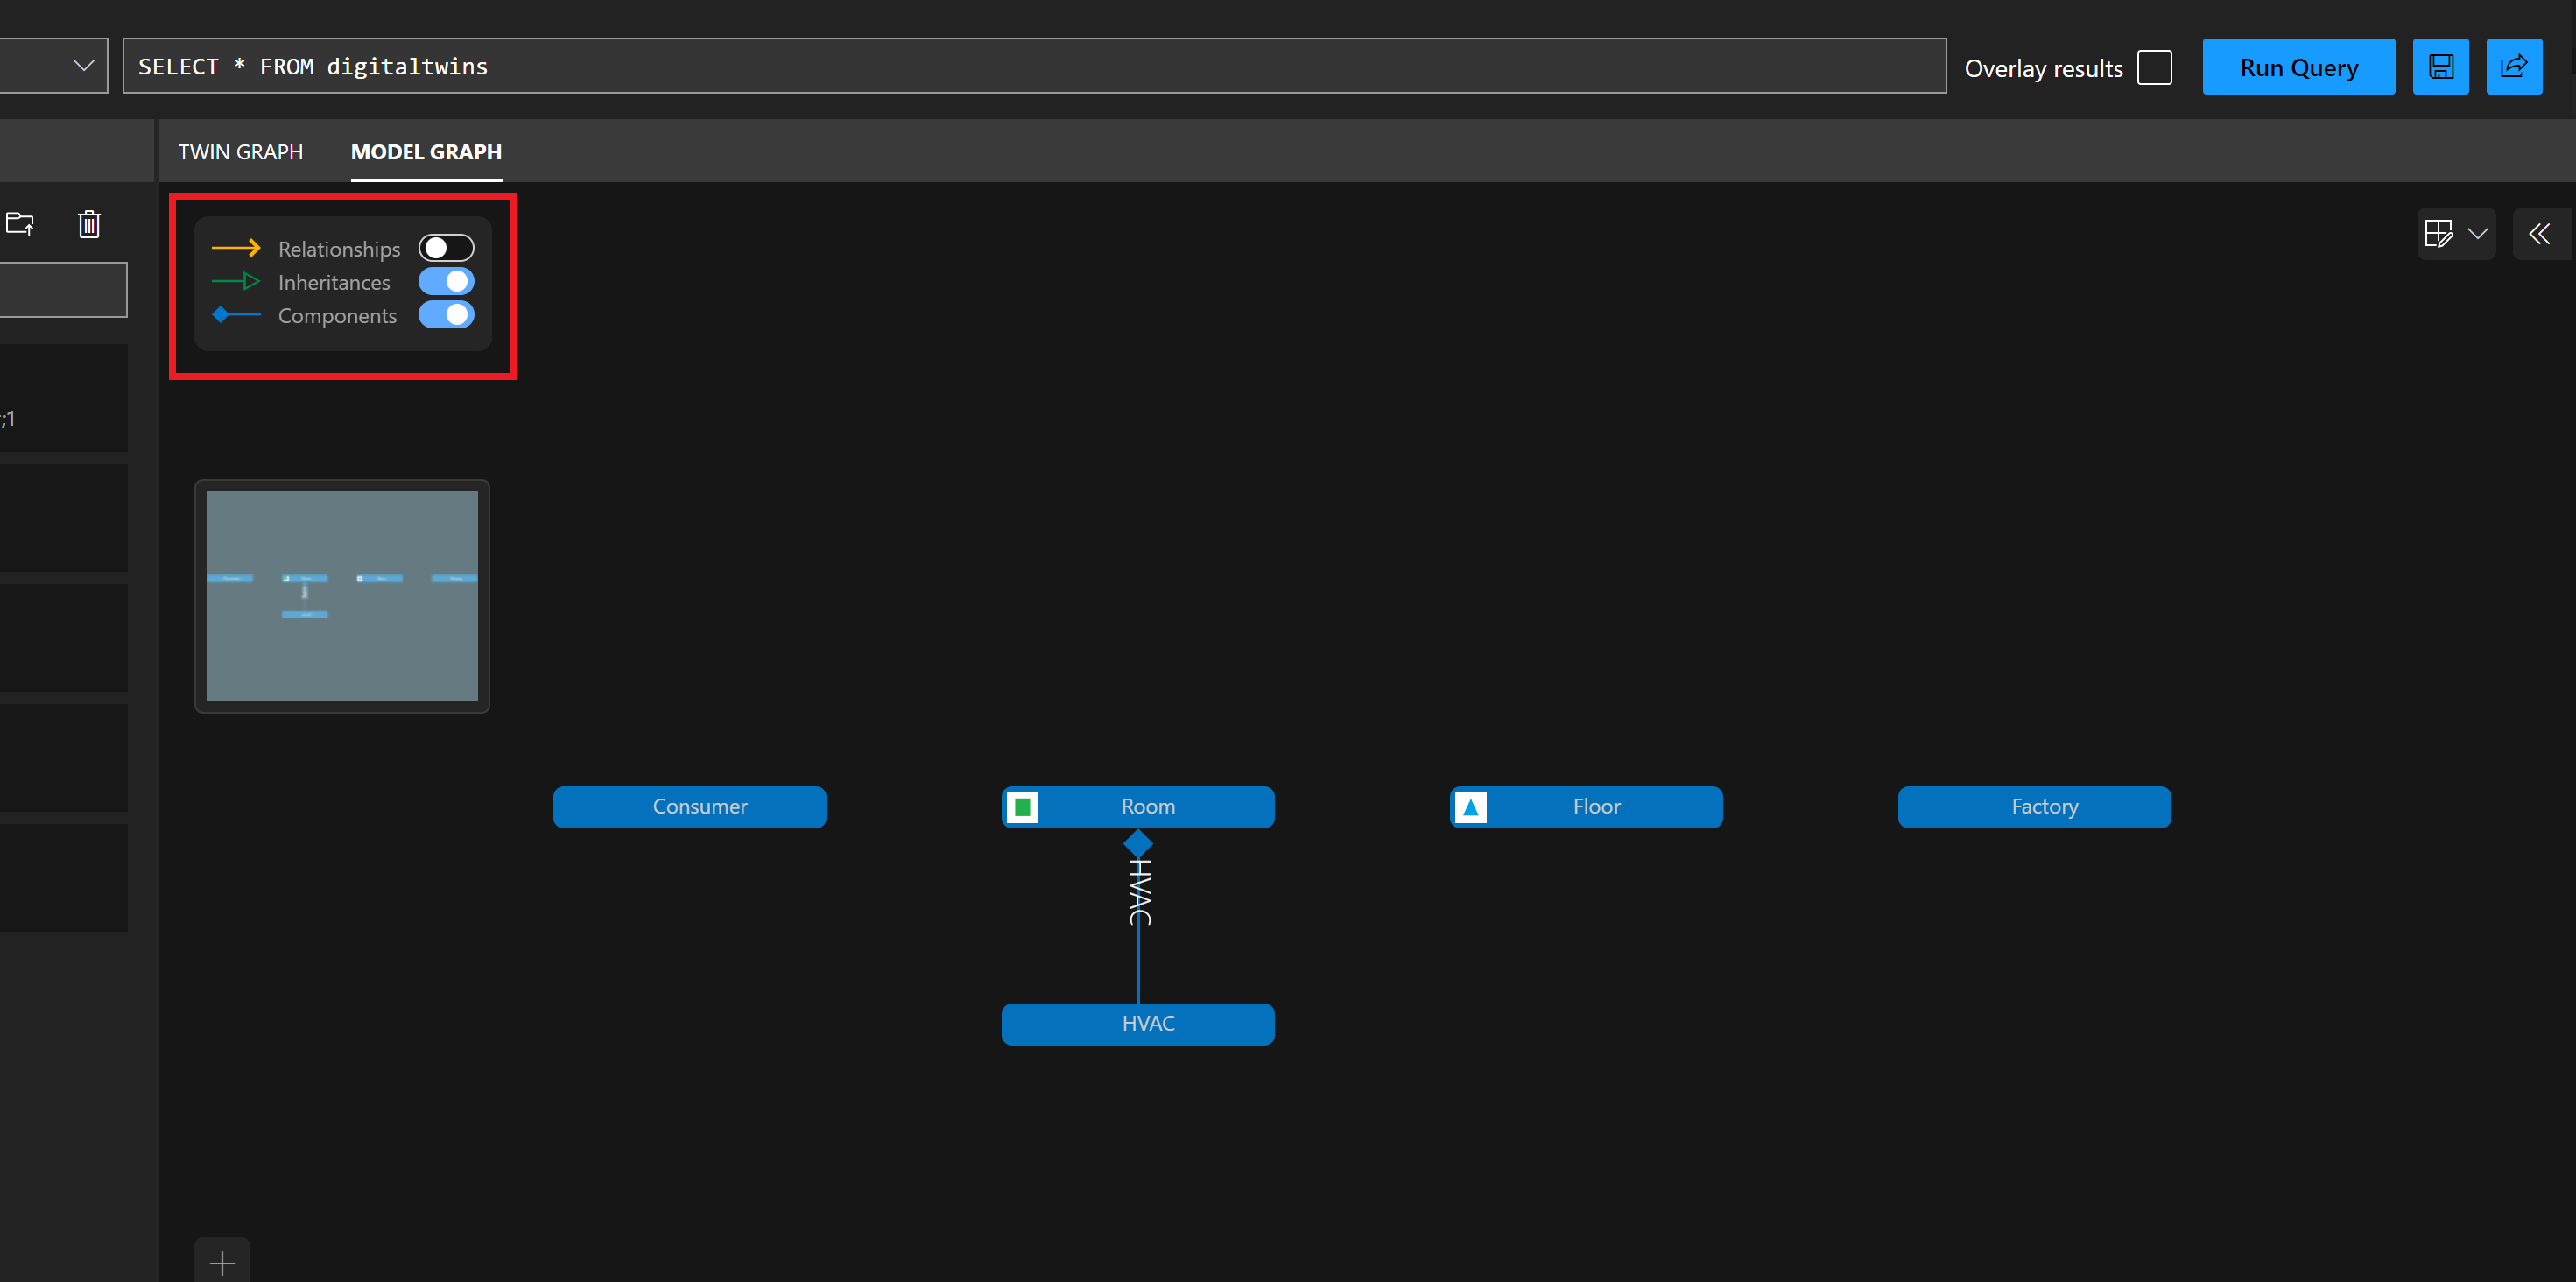 SELECT * FROM digitaltwins
Overlay results
Run Query
TWIN GRAPH
MODEL GRAPH
Relationships
Inheritances
Components
;1
Consumer
Room
Floor
Factory
HVAC
HVAC